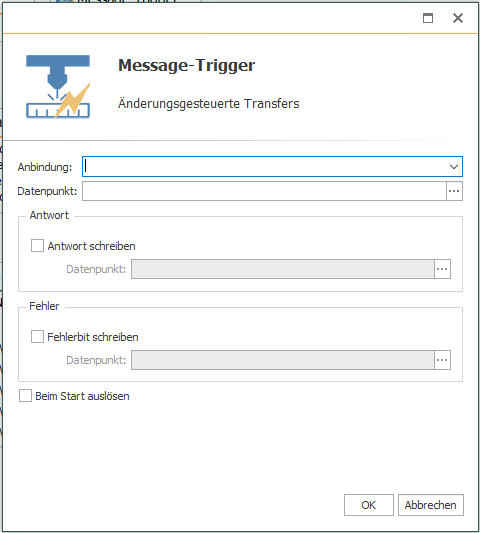 Message-Trigger
Änderungsgesteuerte Transfers
Anbindung:
Datenpunkt:
Antwort
Antwort schreiben
Datenpunkt:
Fehler
Fehlerbit schreiben
Datenpunkt:
Beim Start auslösen
OK Abbrechen